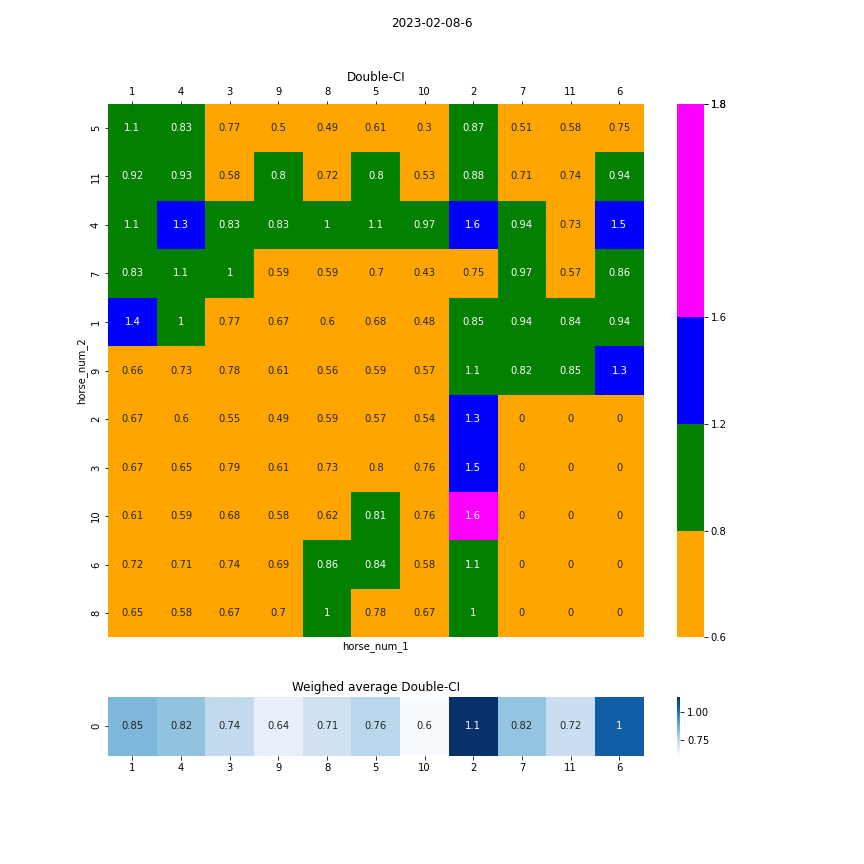 2023-02-08-6
Double-CI
1 4 3 9 8 5 10 2 7 11 6
5 1.1 0.83 0.77 0.5 0.49 0.61 0.3 0.87 0.51 0.58 0.75
11 0.92 0.93 0.58 0.8 0.72 0.8 0.53 0.88 0.71 0.74 0.94
4 1.1 1.3 0.83 0.83 1 1.1 0.97 1.6 0.94 0.73 1.5
7 0.83 1.1 1 0.59 0.59 0.7 0.43 0.75 0.97 0.57 0.86
1 1.4 1 0.77 0.67 0.6 0.68 0.48 0.85 0.94 0.84 0.94
9 0.66 0.73 0.78 0.61 0.56 0.59 0.57 1.1 0.82 0.85 1.3
2 0.67 0.6 0.55 0.49 0.59 0.57 0.54 1.3 0 0 0
3 0.67 0.65 0.79 0.61 0.73 0.8 0.76 1.5 0 0 0
10 0.61 0.59 0.68 0.58 0.62 0.81 0.76 1.6 0 0 0
6 0.72 0.71 0.74 0.69 0.86 0.84 0.58 1.1 0 0 0
8 0.65 0.58 0.67 0.7 1 0.78 0.67 1 0 0 0
horse_num_2
horse_num_1
1.8
1.6
1.2
0.8
0.6
Weighed average Double-CI
0 0.85 0.82 0.74 0.64 0.71 0.76 0.6 1.1 0.82 0.72 1
1 4 3 9 8 5 10 2 7 11 6
1.00
0.75